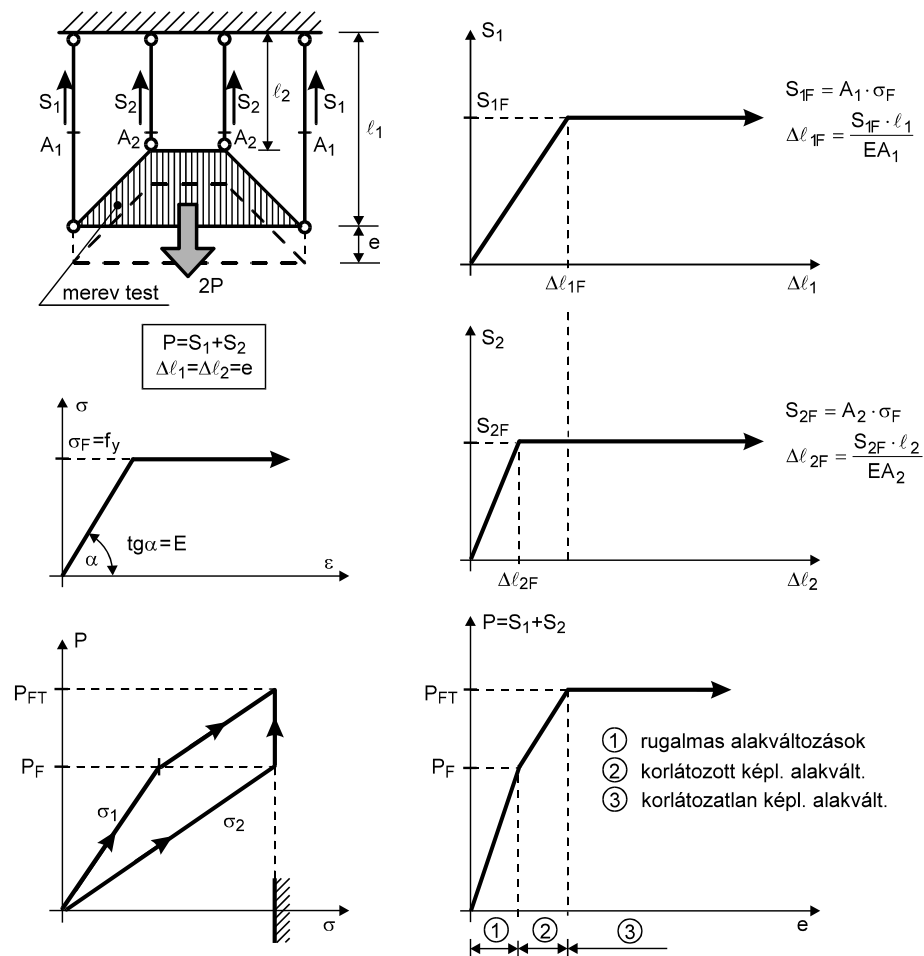 S₁
S₂
S₂
S₁
ℓ₂
ℓ₁
A₁
A₂
A₂
A₁
e
2P
merev test
P=S₁+S₂
Δℓ₁=Δℓ₂=e
σ
σF=fy
tgα=E
α
ε
P
PFT
PF
σ₁
σ₂
σ
S₁
S1F
S1F = A₁·σF
Δℓ1F = S1F·ℓ₁ / EA₁
Δℓ1F
Δℓ₁
S₂
S2F
S2F = A₂·σF
Δℓ2F = S2F·ℓ₂ / EA₂
Δℓ2F
Δℓ₂
P=S₁+S₂
PFT
PF
① rugalmas alakváltozások
② korlátozott képl. alakvált.
③ korlátozatlan képl. alakvált.
① ② ③
e